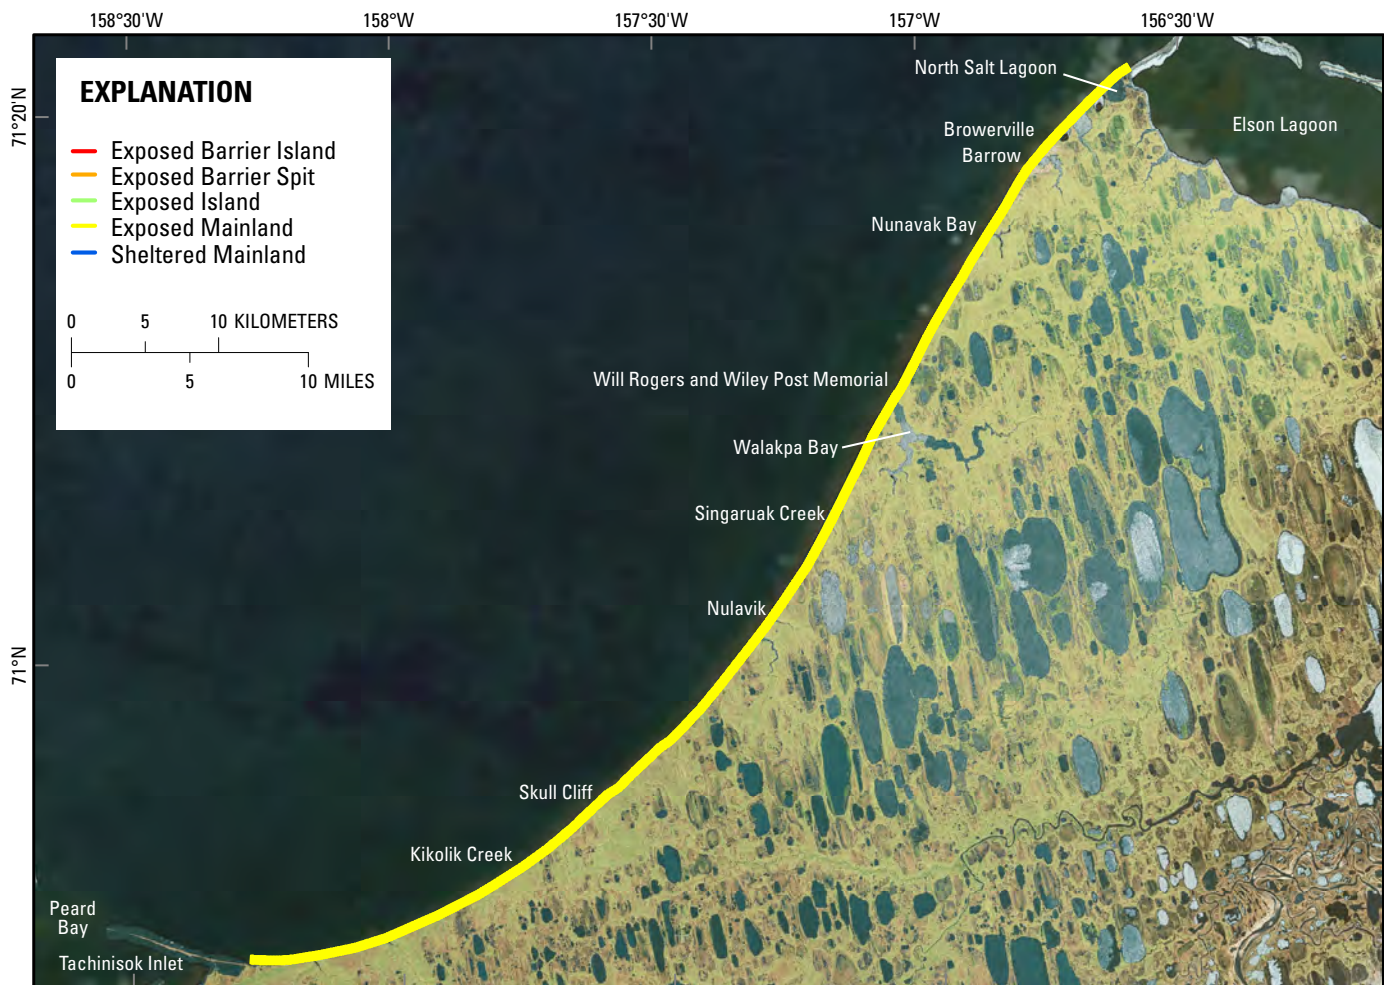 158°30'W 158°W 157°30'W 157°W 156°30'W
71°20'N
71°N
EXPLANATION
Exposed Barrier Island
Exposed Barrier Spit
Exposed Island
Exposed Mainland
Sheltered Mainland
0 5 10 KILOMETERS
0 5 10 MILES
North Salt Lagoon
Elson Lagoon
Browerville
Barrow
Nunavak Bay
Will Rogers and Wiley Post Memorial
Walakpa Bay
Singaruak Creek
Nulavik
Skull Cliff
Kikolik Creek
Peard
Bay
Tachinisok Inlet